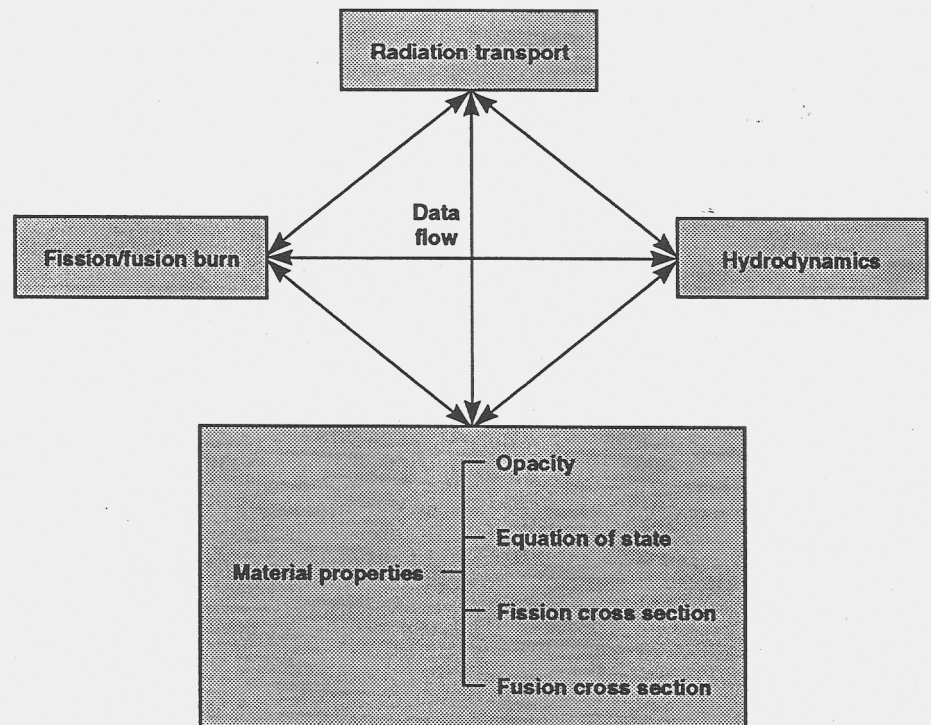 Radiation transport
Data
flow
Fission/fusion burn
Hydrodynamics
Opacity
Equation of state
Material properties
Fission cross section
Fusion cross section